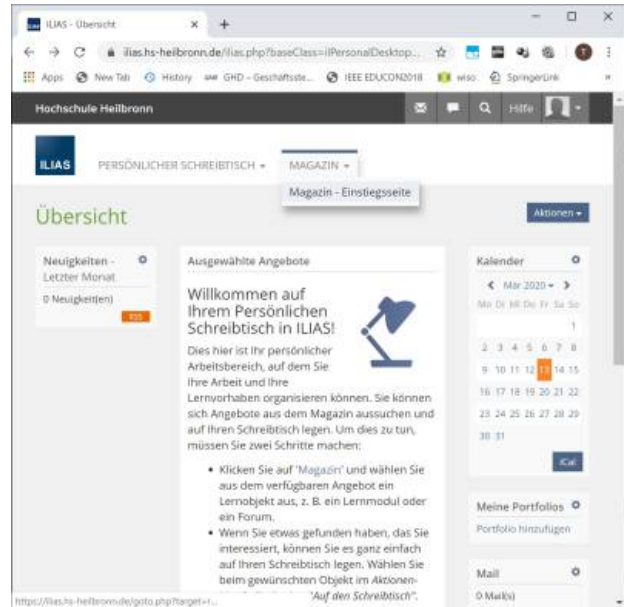 ILIAS - Übersicht
ilias.hs-heilbronn.de/ilias.php?baseClass=ilPersonalDesktop...
Apps New Tab History GHD - Geschäftsste... IEEE EDUCON2018 wiso SpringerLink »
Hochschule Heilbronn
Hilfe
ILIAS
PERSÖNLICHER SCHREIBTISCH
MAGAZIN
Magazin - Einstiegsseite
Übersicht
Aktionen
Neuigkeiten -
Letzter Monat
0 Neuigkeit(en)
RSS
Ausgewählte Angebote
Willkommen auf
Ihrem Persönlichen
Schreibtisch in ILIAS!
Dies hier ist Ihr persönlicher
Arbeitsbereich, auf dem Sie
Ihre Arbeit und Ihre
Lernvorhaben organisieren können. Sie können
sich Angebote aus dem Magazin aussuchen und
auf Ihren Schreibtisch legen. Um dies zu tun,
müssen Sie zwei Schritte machen:
• Klicken Sie auf 'Magazin' und wählen Sie
aus dem verfügbaren Angebot ein
Lernobjekt aus, z. B. ein Lernmodul oder
ein Forum.
• Wenn Sie etwas gefunden haben, das Sie
interessiert, können Sie es ganz einfach
auf Ihren Schreibtisch legen. Wählen Sie
beim gewünschten Objekt im Aktionen-
"Auf den Schreibtisch".
Kalender
Mär 2020
Mo Di Mi Do Fr Sa So
1
2 3 4 5 6 7 8
9 10 11 12 13 14 15
16 17 18 19 20 21 22
23 24 25 26 27 28 29
30 31
iCal
Meine Portfolios
Portfolio hinzufügen
Mail
0 Mail(s)
https://ilias.hs-heilbronn.de/goto.php?target=r...